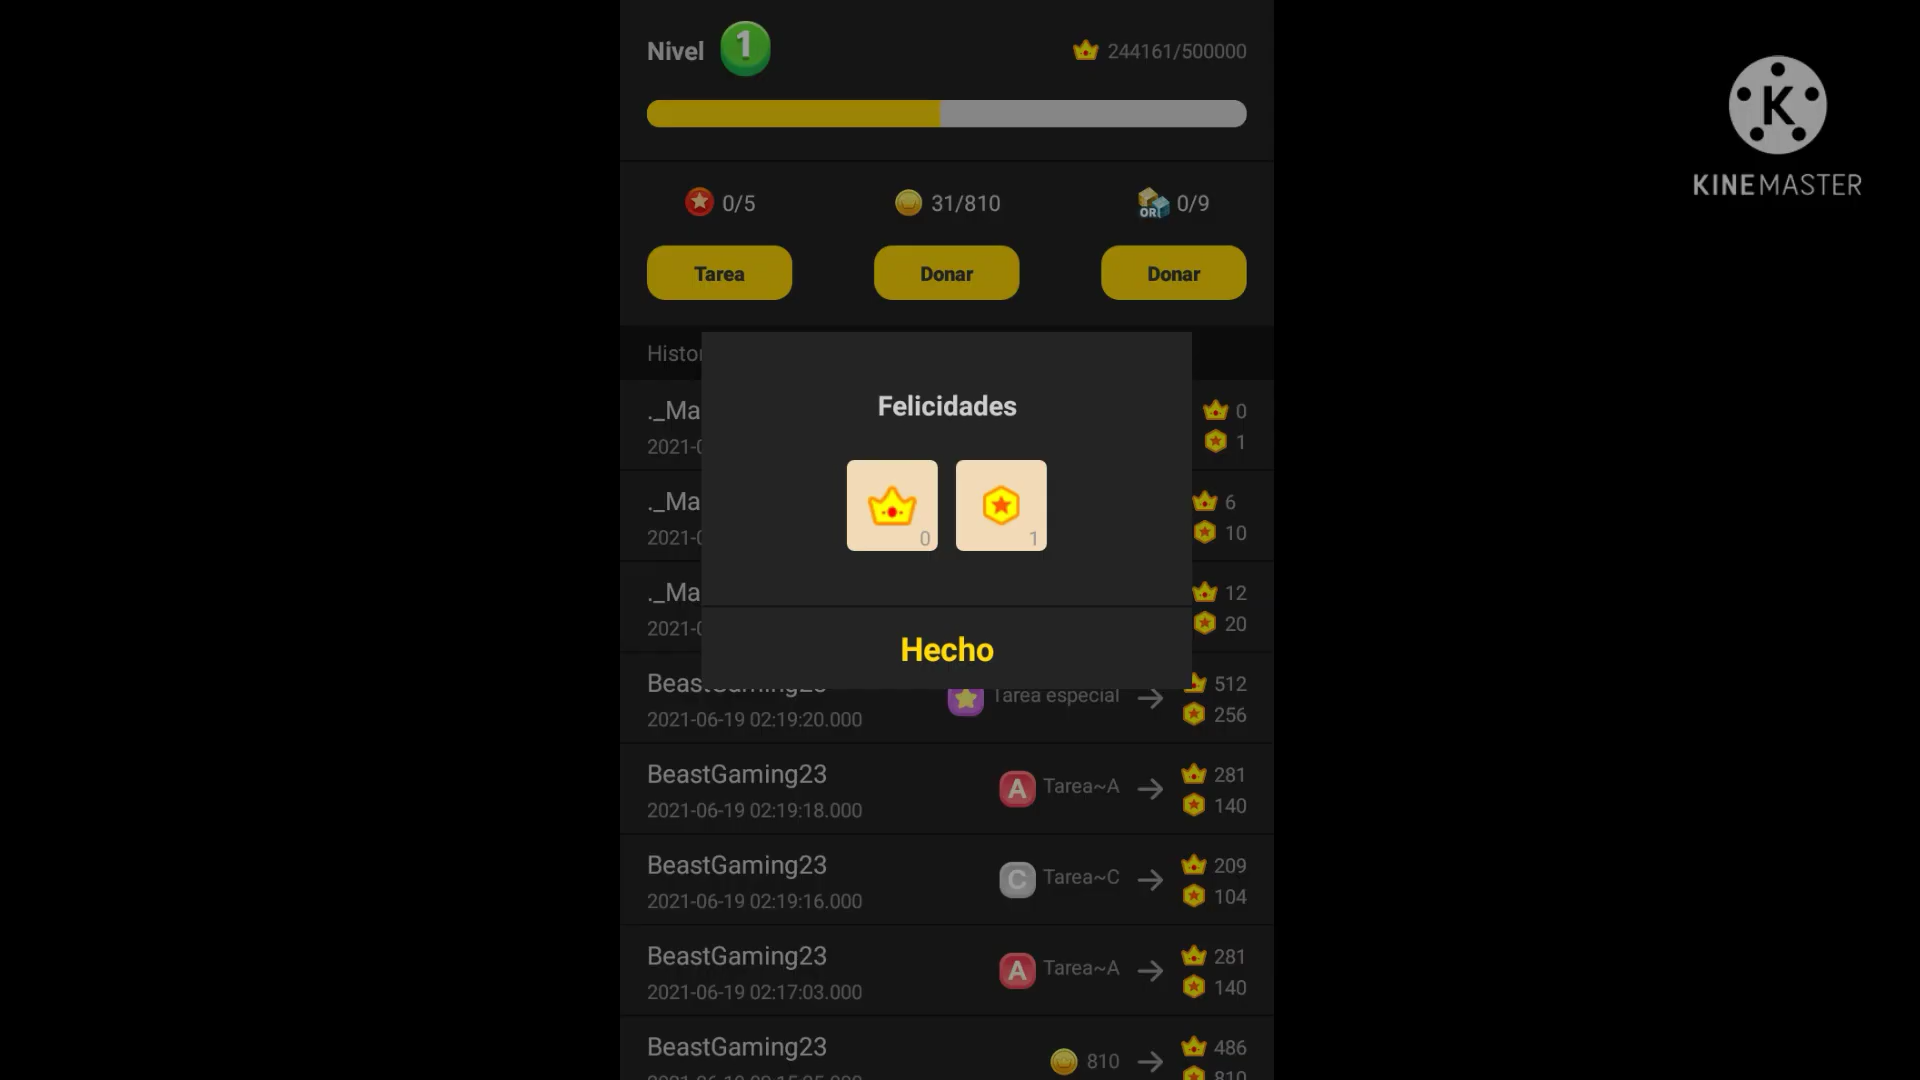 Nivel 1
244161/500000
KINEMASTER
0/5
31/810
OR 0/9
Tarea
Donar
Donar
Felicidades
0
1
Hecho
._Ma
0
1
._Ma
6
10
._Ma
12
20
2021-06-19 02:19:20.000
Tarea especial
512
256
BeastGaming23
2021-06-19 02:19:18.000
A Tarea~A
281
140
BeastGaming23
2021-06-19 02:19:16.000
C Tarea~C
209
104
BeastGaming23
2021-06-19 02:17:03.000
A Tarea~A
281
140
BeastGaming23
810
486
810